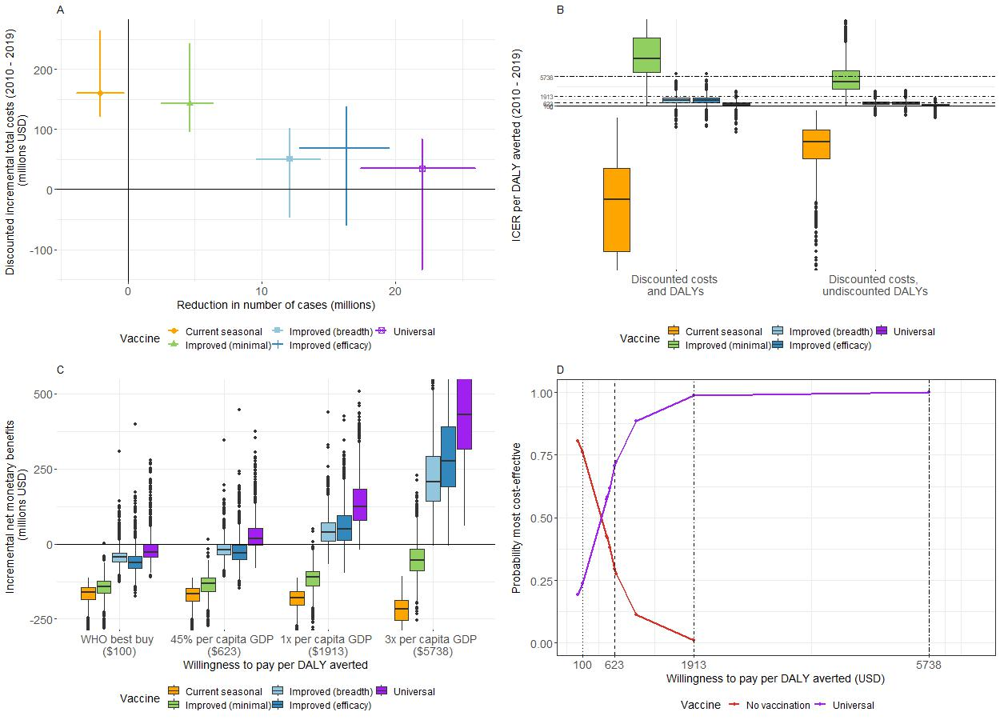 A
Discounted incremental total costs (2010 - 2019)
(millions USD)
200
100
0
-100
0
10
20
Reduction in number of cases (millions)
Vaccine
Current seasonal
Improved (breadth)
Universal
Improved (minimal)
Improved (efficacy)
B
ICER per DALY averted (2010 - 2019)
5738
1913
623
Discounted costs
and DALYs
Discounted costs,
undiscounted DALYs
Vaccine
Current seasonal
Improved (breadth)
Universal
Improved (minimal)
Improved (efficacy)
C
Incremental net monetary benefits
(millions USD)
500
250
0
-250
WHO best buy
($100)
45% per capita GDP
($623)
1x per capita GDP
($1913)
3x per capita GDP
($5738)
Willingness to pay per DALY averted
Vaccine
Current seasonal
Improved (breadth)
Universal
Improved (minimal)
Improved (efficacy)
D
Probability most cost-effective
1.00
0.75
0.50
0.25
0.00
100
623
1913
5738
Willingness to pay per DALY averted (USD)
Vaccine
No vaccination
Universal